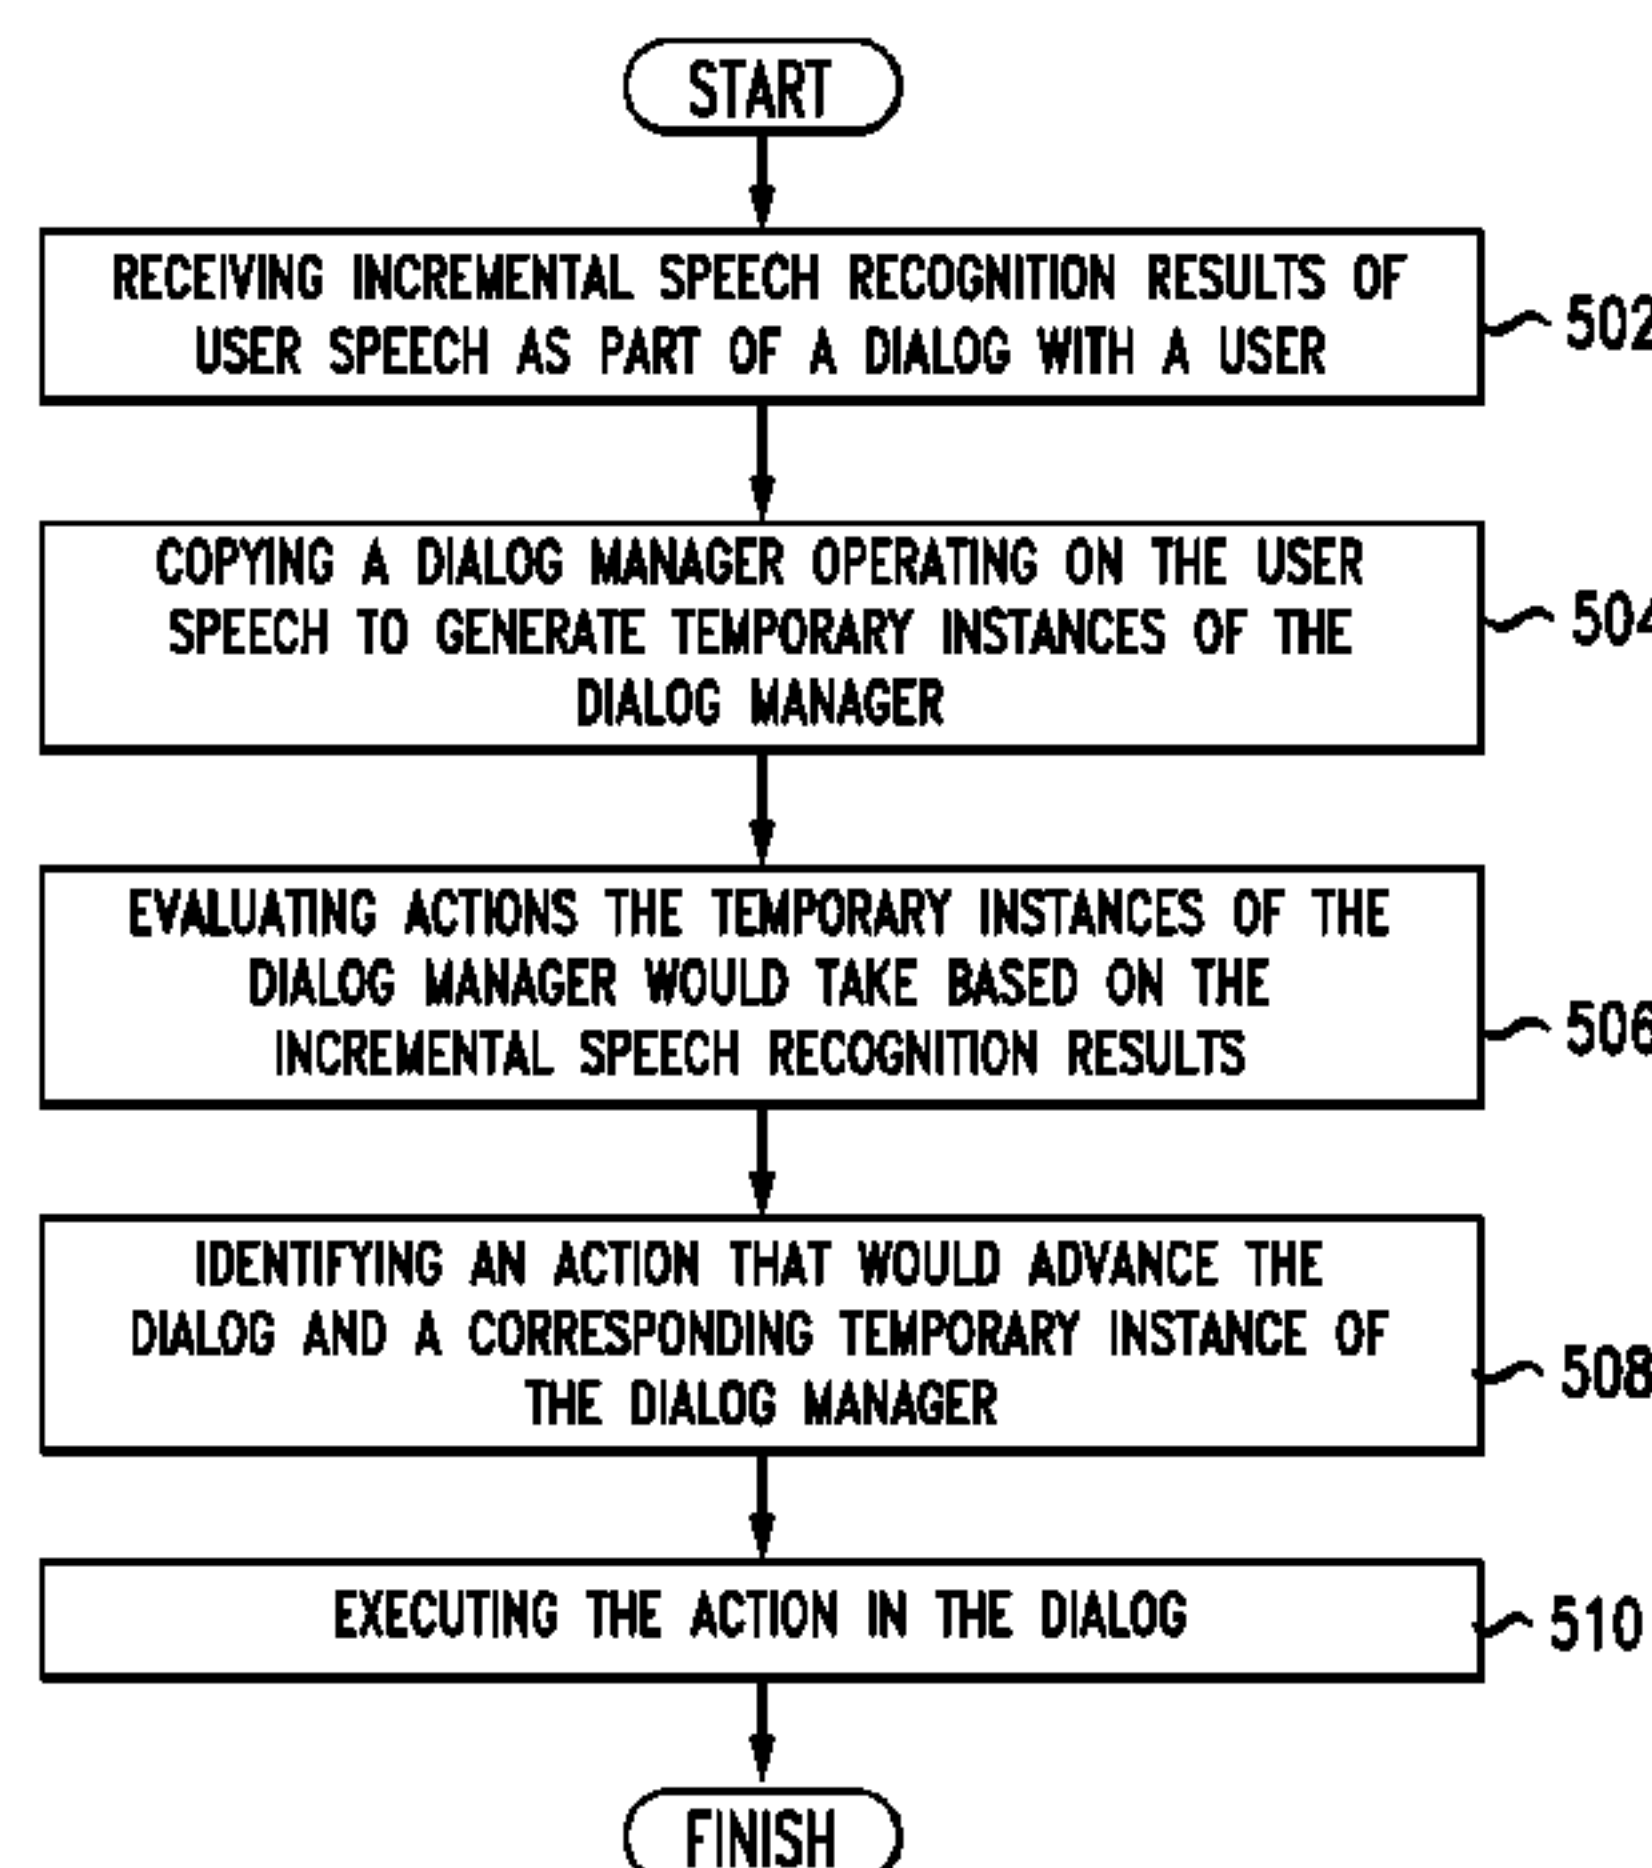 START
RECEIVING INCREMENTAL SPEECH RECOGNITION RESULTS OF
USER SPEECH AS PART OF A DIALOG WITH A USER
502
COPYING A DIALOG MANAGER OPERATING ON THE USER
SPEECH TO GENERATE TEMPORARY INSTANCES OF THE
DIALOG MANAGER
504
EVALUATING ACTIONS THE TEMPORARY INSTANCES OF THE
DIALOG MANAGER WOULD TAKE BASED ON THE
INCREMENTAL SPEECH RECOGNITION RESULTS
506
IDENTIFYING AN ACTION THAT WOULD ADVANCE THE
DIALOG AND A CORRESPONDING TEMPORARY INSTANCE OF
THE DIALOG MANAGER
508
EXECUTING THE ACTION IN THE DIALOG
510
FINISH